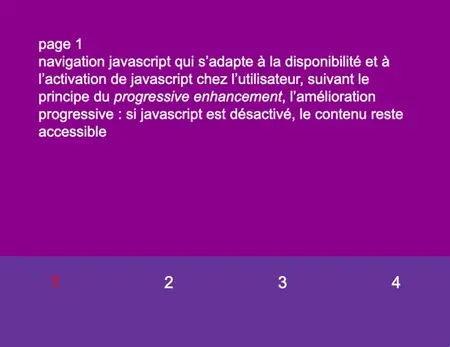 page 1
navigation javascript qui s’adapte à la disponibilité et à
l’activation de javascript chez l’utilisateur, suivant le
principe du progressive enhancement, l’amélioration
progressive : si javascript est désactivé, le contenu reste
accessible
1 2 3 4